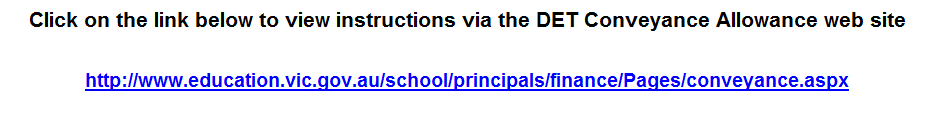 Click on the link below to view instructions via the DET Conveyance Allowance web site
http://www.education.vic.gov.au/school/principals/finance/Pages/conveyance.aspx